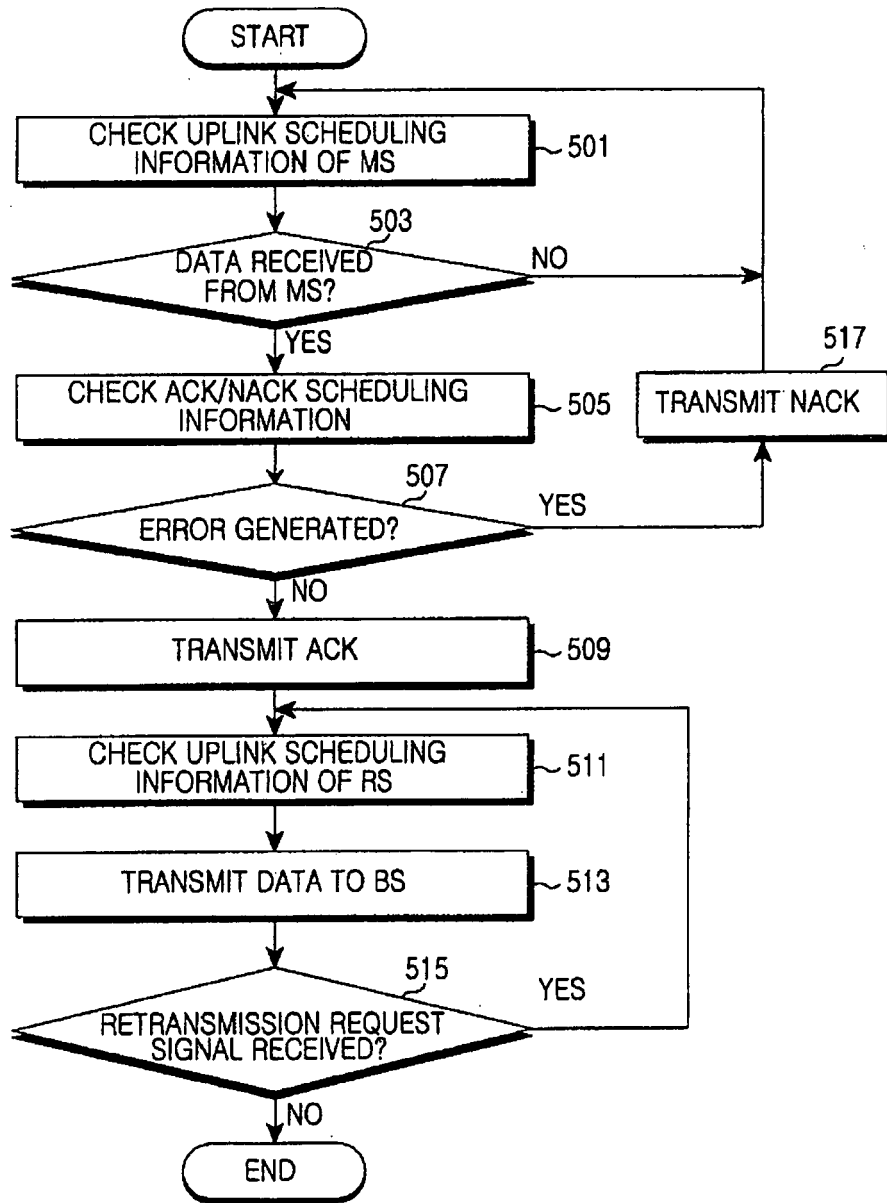 START
CHECK UPLINK SCHEDULING
INFORMATION OF MS
501
503
DATA RECEIVED
FROM MS?
NO
YES
517
CHECK ACK/NACK SCHEDULING
INFORMATION
505
TRANSMIT NACK
507
ERROR GENERATED?
YES
NO
TRANSMIT ACK
509
CHECK UPLINK SCHEDULING
INFORMATION OF RS
511
TRANSMIT DATA TO BS
513
515
RETRANSMISSION REQUEST
SIGNAL RECEIVED?
YES
NO
END